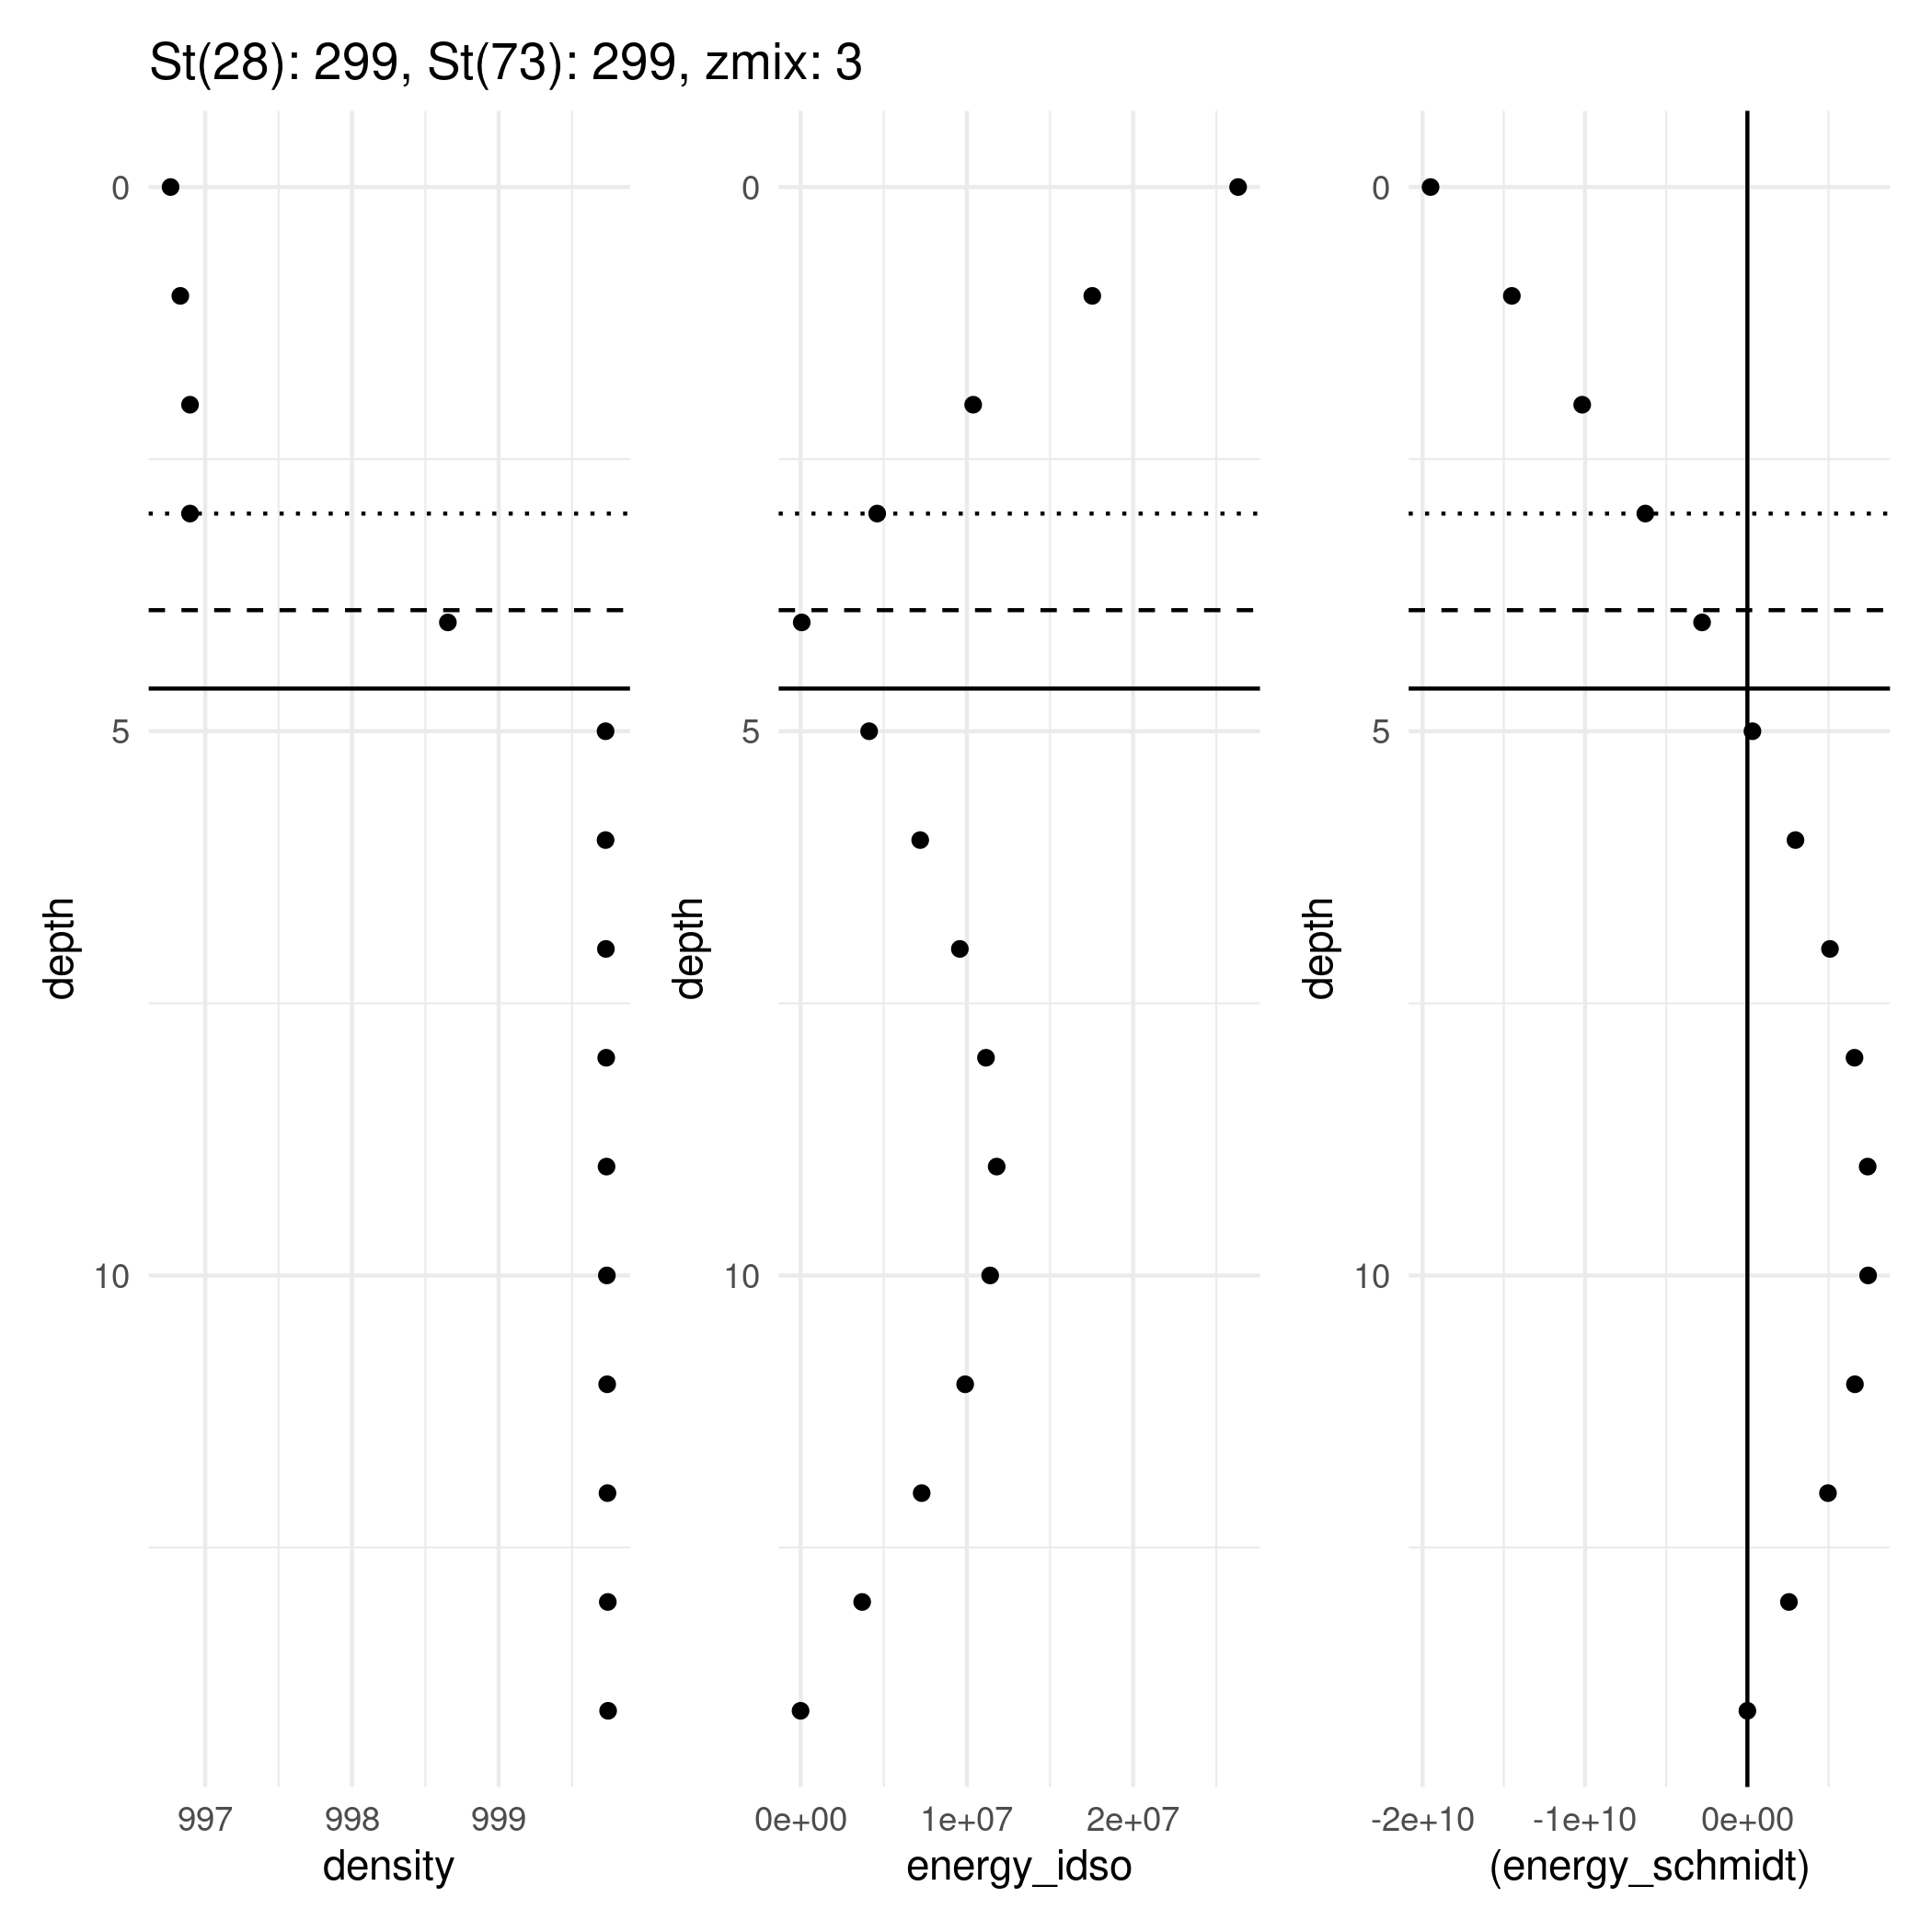 St(28): 299, St(73): 299, zmix: 3
0
5
10
depth
997 998 999
density
0
5
10
depth
0e+00 1e+07 2e+07
energy_idso
0
5
10
depth
-2e+10 -1e+10 0e+00
(energy_schmidt)